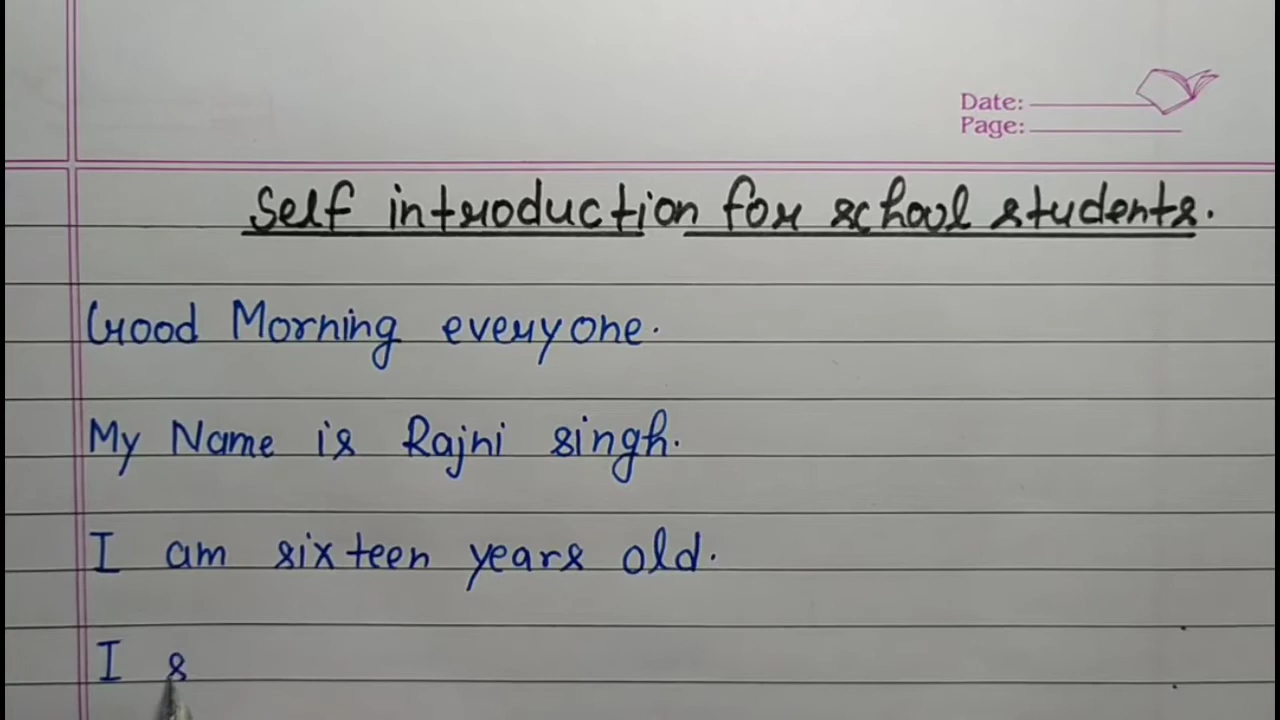 Date:
Page:
Self introduction for school students.
Good Morning everyone.
My Name is Rajni singh.
I am sixteen years old.
I s